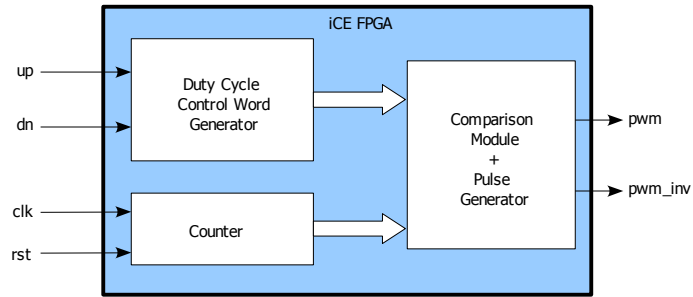 iCE FPGA
up
dn
clk
rst
Duty Cycle
Control Word
Generator
Counter
Comparison
Module
+
Pulse
Generator
pwm
pwm_inv